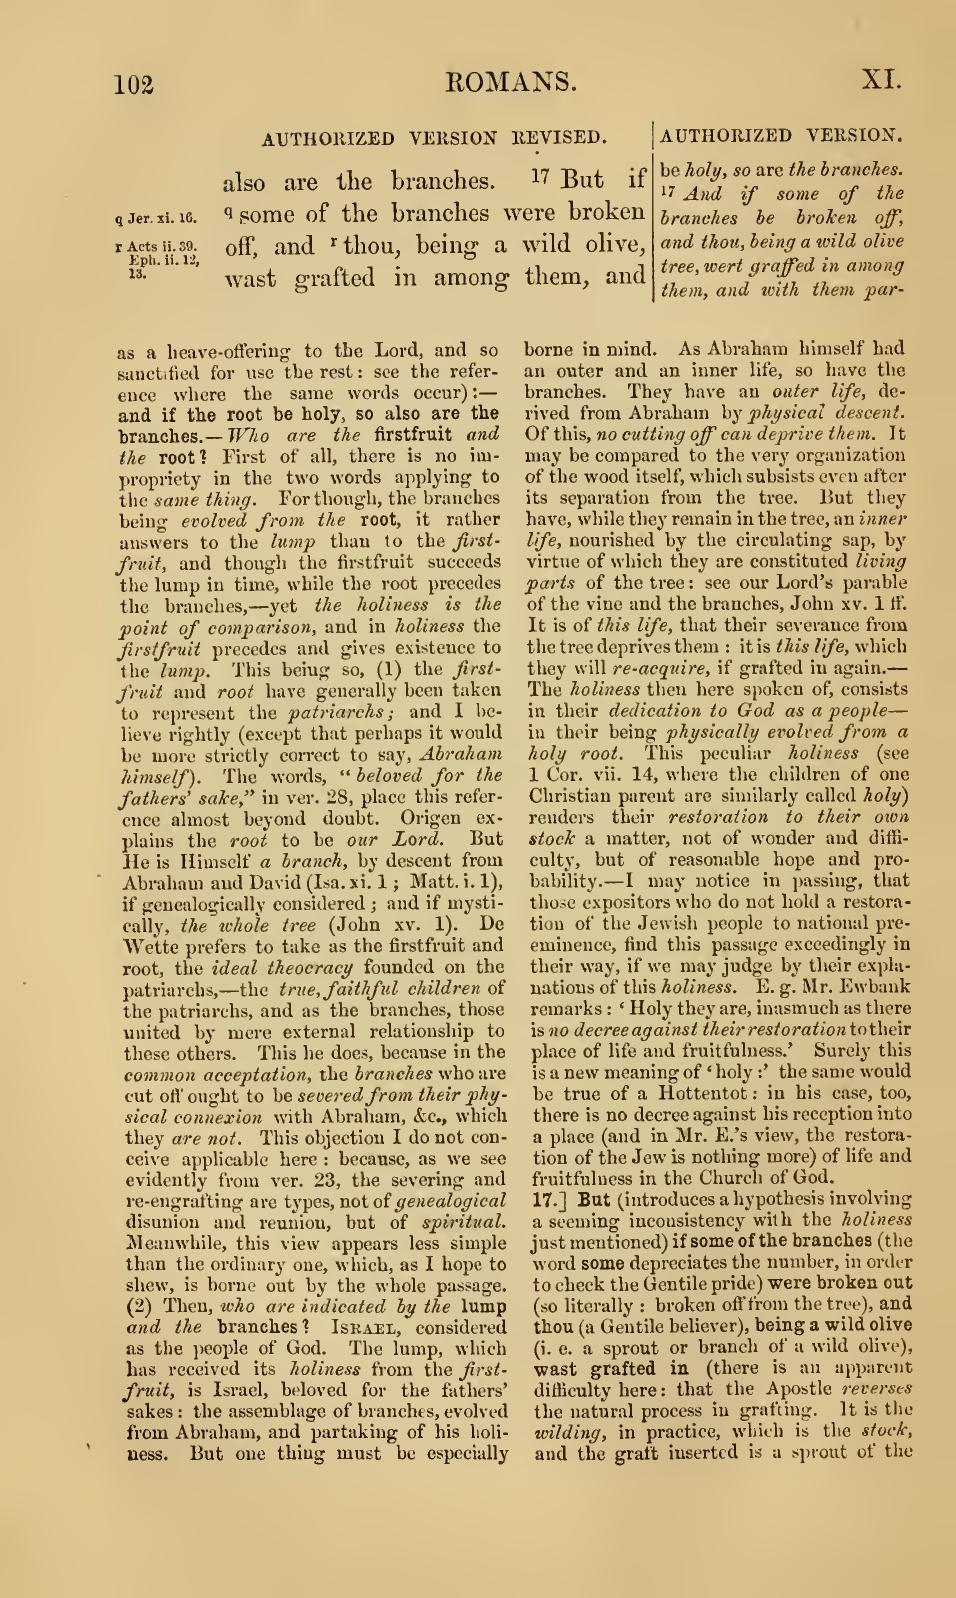 102
ROMANS.
XI.
AUTHORIZED VERSION REVISED.
also are the branches. 17 But if
q some of the branches were broken
off, and r thou, being a wild olive,
wast grafted in among them, and
q Jer. xi. 16.
r Acts ii. 39.
Eph. ii. 12,
13.
AUTHORIZED VERSION.
be holy, so are the branches.
17 And if some of the
branches be broken off,
and thou, being a wild olive
tree, wert graffed in among
them, and with them par-
as a heave-offering to the Lord, and so
sanctified for use the rest: see the refer-
ence where the same words occur):—
and if the root be holy, so also are the
branches.—Who are the firstfruit and
the root? First of all, there is no im-
propriety in the two words applying to
the same thing. For though, the branches
being evolved from the root, it rather
answers to the lump than to the first-
fruit, and though the firstfruit succeeds
the lump in time, while the root precedes
the branches,—yet the holiness is the
point of comparison, and in holiness the
firstfruit precedes and gives existence to
the lump. This being so, (1) the first-
fruit and root have generally been taken
to represent the patriarchs; and I be-
lieve rightly (except that perhaps it would
be more strictly correct to say, Abraham
himself). The words, "beloved for the
fathers' sake," in ver. 28, place this refer-
ence almost beyond doubt. Origen ex-
plains the root to be our Lord. But
He is Himself a branch, by descent from
Abraham and David (Isa. xi. 1; Matt. i. 1),
if genealogically considered; and if mysti-
cally, the whole tree (John xv. 1). De
Wette prefers to take as the firstfruit and
root, the ideal theocracy founded on the
patriarchs,—the true, faithful children of
the patriarchs, and as the branches, those
united by mere external relationship to
these others. This he does, because in the
common acceptation, the branches who are
cut off ought to be severed from their phy-
sical connexion with Abraham, &c., which
they are not. This objection I do not con-
ceive applicable here: because, as we see
evidently from ver. 23, the severing and
re-engrafting are types, not of genealogical
disunion and reunion, but of spiritual.
Meanwhile, this view appears less simple
than the ordinary one, which, as I hope to
shew, is borne out by the whole passage.
(2) Then, who are indicated by the lump
and the branches? ISRAEL, considered
as the people of God. The lump, which
has received its holiness from the first-
fruit, is Israel, beloved for the fathers'
sakes: the assemblage of branches, evolved
from Abraham, and partaking of his holi-
ness. But one thing must be especially
borne in mind. As Abraham himself had
an outer and an inner life, so have the
branches. They have an outer life, de-
rived from Abraham by physical descent.
Of this, no cutting off can deprive them. It
may be compared to the very organization
of the wood itself, which subsists even after
its separation from the tree. But they
have, while they remain in the tree, an inner
life, nourished by the circulating sap, by
virtue of which they are constituted living
parts of the tree: see our Lord's parable
of the vine and the branches, John xv. 1 ff.
It is of this life, that their severance from
the tree deprives them: it is this life, which
they will re-acquire, if grafted in again.—
The holiness then here spoken of, consists
in their dedication to God as a people—
in their being physically evolved from a
holy root. This peculiar holiness (see
1 Cor. vii. 14, where the children of one
Christian parent are similarly called holy)
renders their restoration to their own
stock a matter, not of wonder and diffi-
culty, but of reasonable hope and pro-
bability.—I may notice in passing, that
those expositors who do not hold a restora-
tion of the Jewish people to national pre-
eminence, find this passage exceedingly in
their way, if we may judge by their expla-
nations of this holiness. E. g. Mr. Ewbank
remarks: 'Holy they are, inasmuch as there
is no decree against their restoration to their
place of life and fruitfulness.' Surely this
is a new meaning of 'holy:' the same would
be true of a Hottentot: in his case, too,
there is no decree against his reception into
a place (and in Mr. E.'s view, the restora-
tion of the Jew is nothing more) of life and
fruitfulness in the Church of God.
17.] But (introduces a hypothesis involving
a seeming inconsistency with the holiness
just mentioned) if some of the branches (the
word some depreciates the number, in order
to check the Gentile pride) were broken out
(so literally: broken off from the tree), and
thou (a Gentile believer), being a wild olive
(i. e. a sprout or branch of a wild olive),
wast grafted in (there is an apparent
difficulty here: that the Apostle reverses
the natural process in grafting. It is the
wilding, in practice, which is the stock,
and the graft inserted is a sprout of the